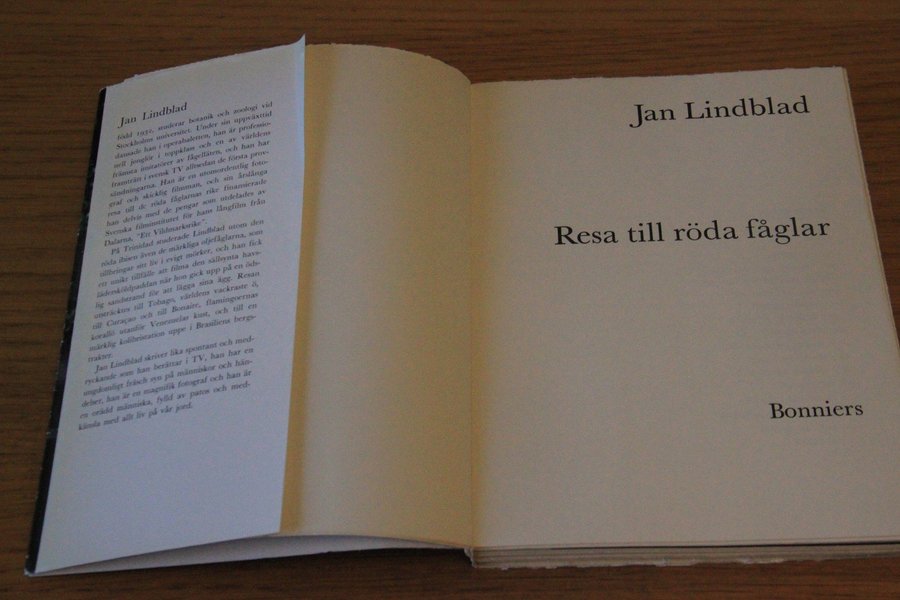 Jan Lindblad
född 1932, studerar botanik och zoologi vid
Stockholms universitet. Under sin uppväxttid
dansade han i operabaletten, han är professio-
nell jonglör i toppklass och en av världens
främsta imitatörer av fågelläten, och han har
framträtt i svensk TV alltsedan de första prov-
sändningarna. Han är en utomordentlig foto-
graf och skicklig filmman, och sin årslånga
resa till de röda fåglarnas rike finansierade
han delvis med de pengar som utdelades av
Svenska filminstitutet för hans långfilm från
Dalarna, "Ett Vildmarksrike".
På Trinidad studerade Lindblad utom den
röda ibisen även de märkliga oljefåglarna, som
tillbringar sitt liv i evigt mörker, och han fick
ett unikt tillfälle att filma den sällsynta havs-
lädersköldpaddan när hon gick upp på en öds-
lig sandstrand för att lägga sina ägg. Resan
utsträcktes till Tobago, världens vackraste ö,
till Curaçao och till Bonaire, flamingoernas
korallö utanför Venezuelas kust, och till en
märklig kolibristation uppe i Brasiliens bergs-
trakter.
Jan Lindblad skriver lika spontant och med-
ryckande som han berättar i TV, han har en
ungdomligt fräsch syn på människor och hän-
delser, han är en magnifik fotograf och han är
en orädd människa, fylld av patos och med-
känsla med allt liv på vår jord.
Jan Lindblad
Resa till röda fåglar
Bonniers